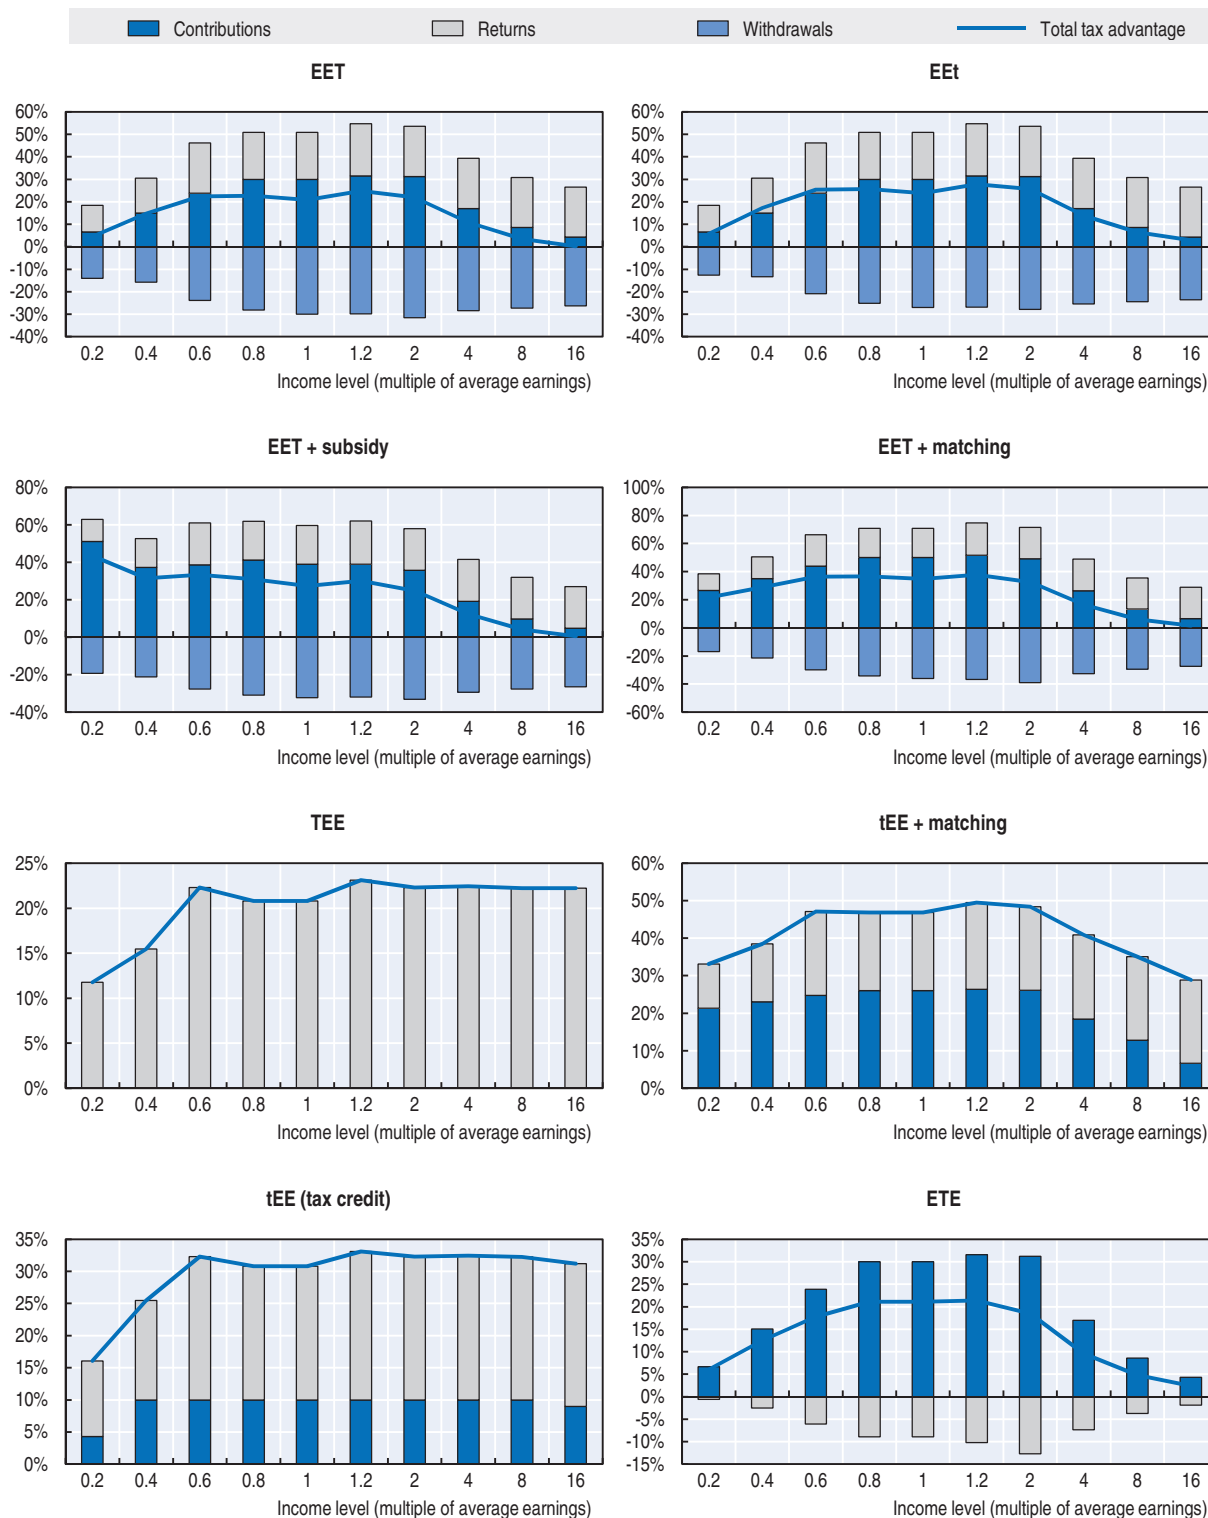 Contributions Returns Withdrawals Total tax advantage
EET
60%
50%
40%
30%
20%
10%
0%
-10%
-20%
-30%
-40%
0.2 0.4 0.6 0.8 1 1.2 2 4 8 16
Income level (multiple of average earnings)
EEt
60%
50%
40%
30%
20%
10%
0%
-10%
-20%
-30%
-40%
0.2 0.4 0.6 0.8 1 1.2 2 4 8 16
Income level (multiple of average earnings)
EET + subsidy
80%
60%
40%
20%
0%
-20%
-40%
0.2 0.4 0.6 0.8 1 1.2 2 4 8 16
Income level (multiple of average earnings)
EET + matching
100%
80%
60%
40%
20%
0%
-20%
-40%
-60%
0.2 0.4 0.6 0.8 1 1.2 2 4 8 16
Income level (multiple of average earnings)
TEE
25%
20%
15%
10%
5%
0%
0.2 0.4 0.6 0.8 1 1.2 2 4 8 16
Income level (multiple of average earnings)
tEE + matching
60%
50%
40%
30%
20%
10%
0%
0.2 0.4 0.6 0.8 1 1.2 2 4 8 16
Income level (multiple of average earnings)
tEE (tax credit)
35%
30%
25%
20%
15%
10%
5%
0%
0.2 0.4 0.6 0.8 1 1.2 2 4 8 16
Income level (multiple of average earnings)
ETE
35%
30%
25%
20%
15%
10%
5%
0%
-5%
-10%
-15%
0.2 0.4 0.6 0.8 1 1.2 2 4 8 16
Income level (multiple of average earnings)